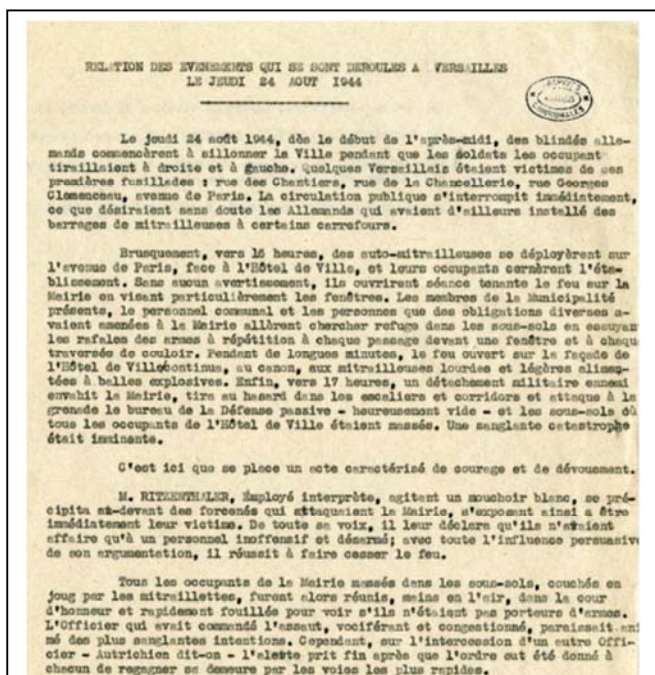 RELATION DES EVENEMENTS QUI SE SONT DEROULES A VERSAILLES
LE JEUDI 24 AOUT 1944
Le jeudi 24 août 1944, dès le début de l'après-midi, des blindés alle-
mands commencèrent à sillonner la Ville pendant que les soldats les occupant
tiraillaient à droite et à gauche. Quelques Versaillais étaient victimes de ses
premières fusillades : rue des Chantiers, rue de la Chancellerie, rue Georges
Clemenceau, avenue de Paris. La circulation publique s'interrompit immédiatement,
ce que désiraient sans doute les Allemands qui avaient d'ailleurs installé des
barrages de mitrailleuses à certains carrefours.
Brusquement, vers 16 heures, des auto-mitrailleuses se déployèrent sur
l'avenue de Paris, face à l'Hôtel de Ville, et leurs occupants cernèrent l'éta-
blissement. Sans aucun avertissement, ils ouvrirent séance tenante le feu sur la
Mairie en visant particulièrement les fenêtres. Les membres de la Municipalité
présents, le personnel communal et les personnes que des obligations diverses a-
vaient amenées à la Mairie allèrent chercher refuge dans les sous-sols en essuyan
les rafales des armes à répétition à chaque passage devant une fenêtre et à chaqu
traversée de couloir. Pendant de longues minutes, le feu ouvert sur la façade de
l'Hôtel de Ville continua, au canon, aux mitrailleuses lourdes et légères alimen-
tées à balles explosives. Enfin, vers 17 heures, un détachement militaire ennemi
envahit la Mairie, tira au hasard dans les escaliers et corridors et attaque à la
grenade le bureau de la Défense passive - heureusement vide - et les sous-sols où
tous les occupants de l'Hôtel de Ville étaient massés. Une sanglante catastrophe
était imminente.
C'est ici que se place un acte caractérisé de courage et de dévouement.
M. RITZENTHALER, Employé interprète, agitant un mouchoir blanc, se pré-
cipita au-devant des forcenés qui attaquaient la Mairie, s'exposant ainsi a être
immédiatement leur victime. De toute sa voix, il leur déclara qu'ils n'avaient
affaire qu'à un personnel inoffensif et désarmé; avec toute l'influence persuasive
de son argumentation, il réussit à faire cesser le feu.
Tous les occupants de la Mairie massés dans les sous-sols, couchés en
joug par les mitraillettes, furent alors réunis, mains en l'air, dans la cour
d'honneur et rapidement fouillés pour voir s'ils n'étaient pas porteurs d'armes.
L'Officier qui avait commandé l'assaut, vociférant et congestionné, paraissait ani
mé des plus sanglantes intentions. Cependant, sur l'intercession d'un autre Offi-
cier - Autrichien dit-on - l'alerte prit fin après que l'ordre eut été donné à
chacun de regagner sa demeure par les voies les plus rapides.